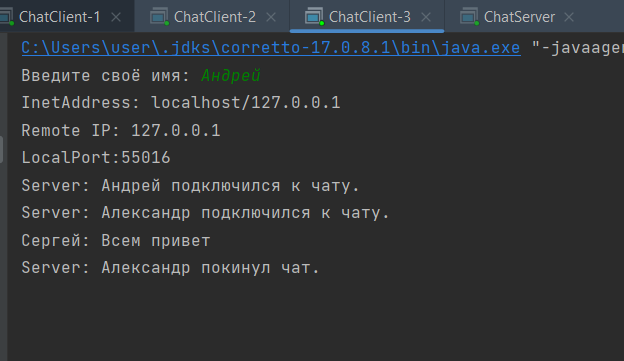 ChatClient-1 ChatClient-2 ChatClient-3 ChatServer
C:\Users\user\.jdks\corretto-17.0.8.1\bin\java.exe "-javaager
Введите своё имя: Андрей
InetAddress: localhost/127.0.0.1
Remote IP: 127.0.0.1
LocalPort:55016
Server: Андрей подключился к чату.
Server: Александр подключился к чату.
Сергей: Всем привет
Server: Александр покинул чат.